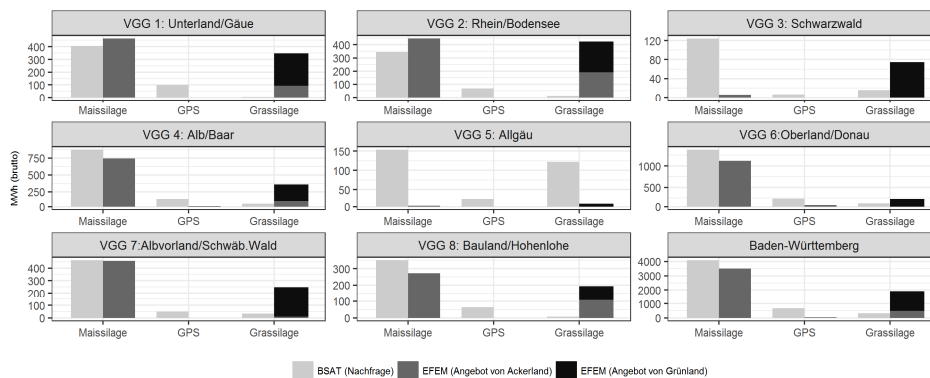 VGG 1: Unterland/Gäue
VGG 2: Rhein/Bodensee
VGG 3: Schwarzwald
400
300
200
100
0
Maissilage GPS Grassilage
400
300
200
100
0
Maissilage GPS Grassilage
120
80
40
0
Maissilage GPS Grassilage
MWh (brutto)
VGG 4: Alb/Baar
VGG 5: Allgäu
VGG 6:Oberland/Donau
750
500
250
0
Maissilage GPS Grassilage
150
100
50
0
Maissilage GPS Grassilage
1000
500
0
Maissilage GPS Grassilage
VGG 7:Albvorland/Schwäb.Wald
VGG 8: Bauland/Hohenlohe
Baden-Württemberg
400
300
200
100
0
Maissilage GPS Grassilage
300
200
100
0
Maissilage GPS Grassilage
4000
3000
2000
1000
0
Maissilage GPS Grassilage
BSAT (Nachfrage) EFEM (Angebot von Ackerland) EFEM (Angebot von Grünland)